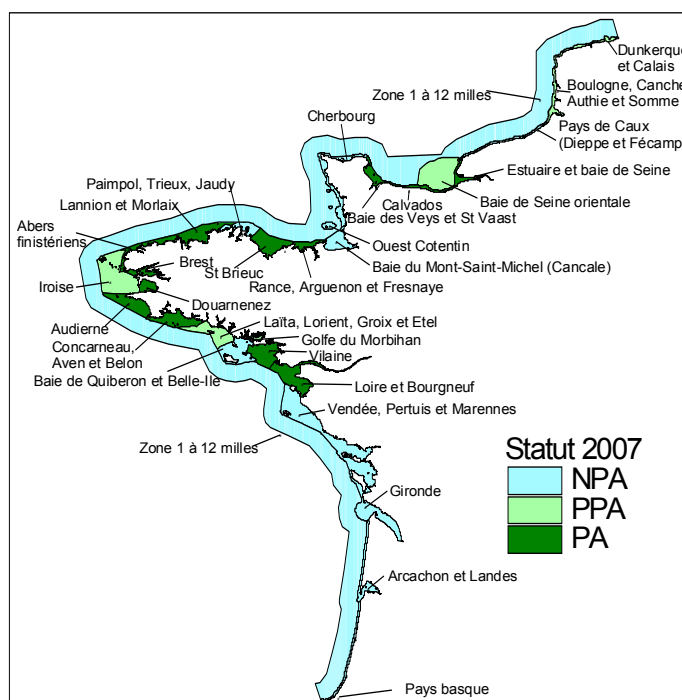 Dunkerque
et Calais
Boulogne, Canche
Authie et Somme
Zone 1 à 12 milles
Cherbourg
Pays de Caux
(Dieppe et Fécamp
Estuaire et baie de Seine
Paimpol, Trieux, Jaudy
Calvados
Baie de Seine orientale
Lannion et Morlaix
Baie des Veys et St Vaast
Abers
finistériens
Ouest Cotentin
Brest
St Brieuc
Baie du Mont-Saint-Michel (Cancale)
Iroise
Rance, Arguenon et Fresnaye
Douarnenez
Audierne
Laïta, Lorient, Groix et Etel
Concarneau,
Aven et Belon
Golfe du Morbihan
Vilaine
Baie de Quiberon et Belle-Ile
Loire et Bourgneuf
Vendée, Pertuis et Marennes
Zone 1 à 12 milles
Statut 2007
NPA
PPA
PA
Gironde
Arcachon et Landes
Pays basque